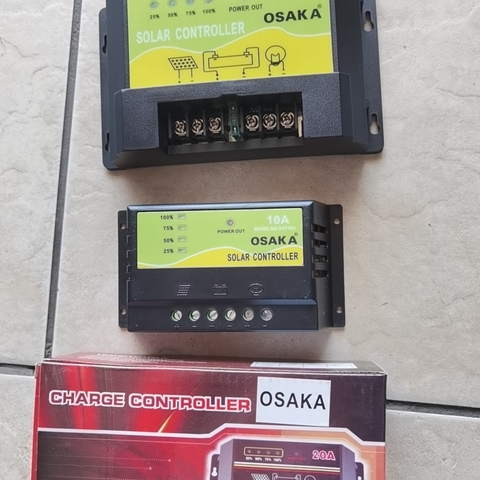 25% 50% 75% 100%
POWER OUT
OSAKA®
SOLAR CONTROLLER
100%
75%
50%
25%
POWER OUT
10A
OSAKA®
SOLAR CONTROLLER
CHARGE CONTROLLER OSAKA
20A